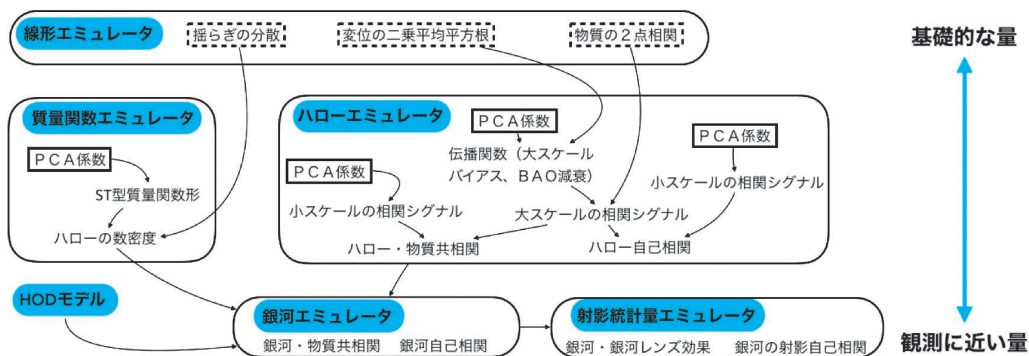 線形エミュレータ
揺らぎの分散
変位の二乗平均平方根
物質の２点相関
基礎的な量
質量関数エミュレータ
ＰＣＡ係数
ST型質量関数形
ハローの数密度
ハローエミュレータ
ＰＣＡ係数
伝播関数（大スケール
バイアス、ＢＡＯ減衰）
ＰＣＡ係数
小スケールの相関シグナル
ＰＣＡ係数
小スケールの相関シグナル
大スケールの相関シグナル
ハロー・物質共相関
ハロー自己相関
HODモデル
銀河エミュレータ
銀河・物質共相関
銀河自己相関
射影統計量エミュレータ
銀河・銀河レンズ効果
銀河の射影自己相関
観測に近い量